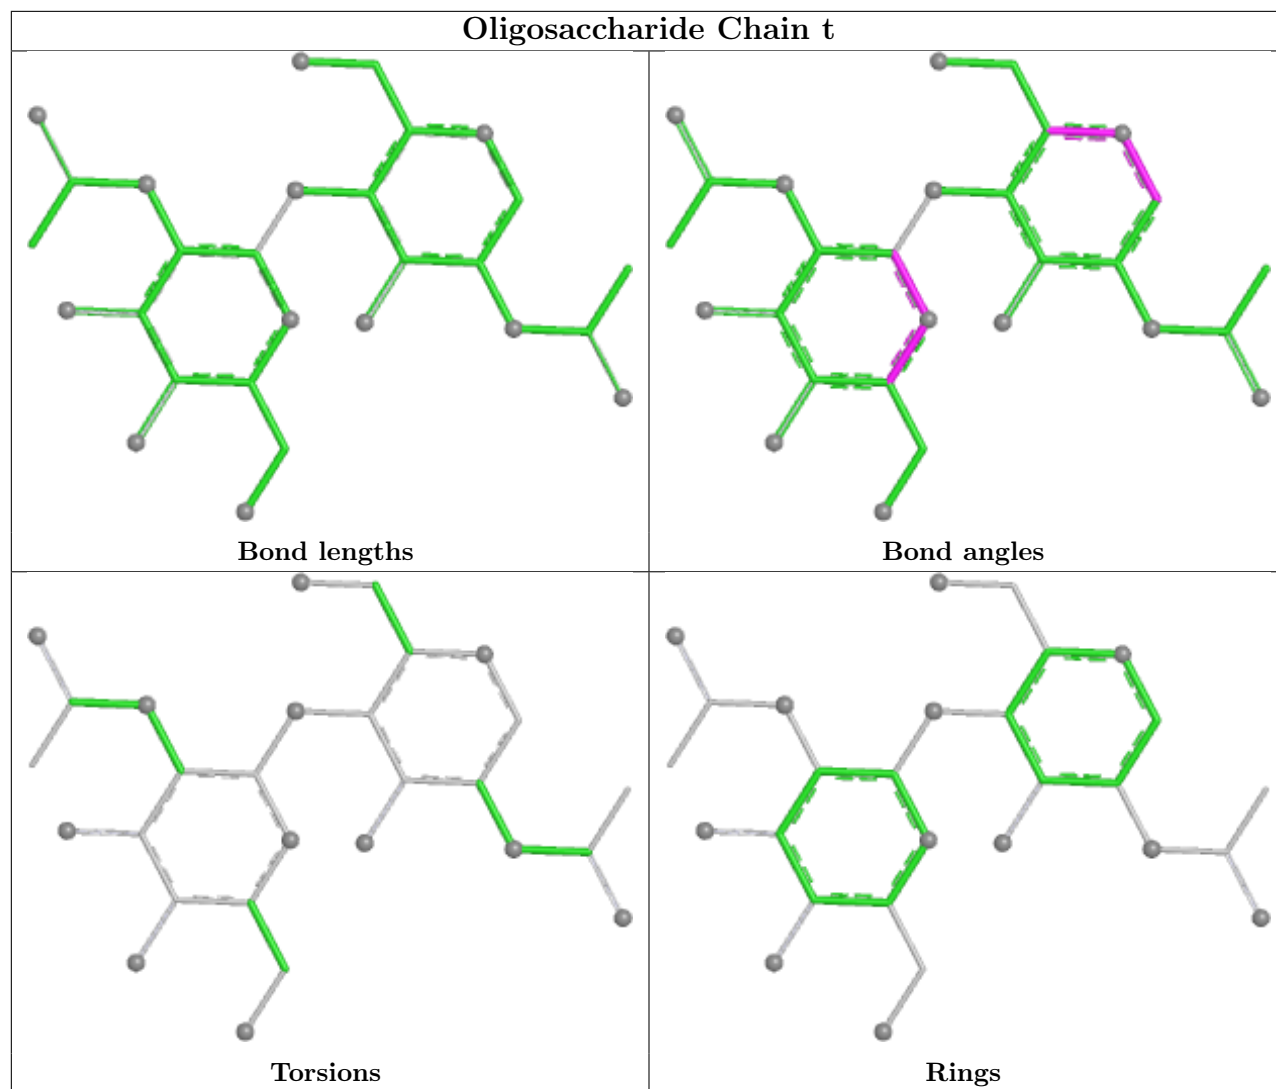 Oligosaccharide Chain t
Bond lengths
Bond angles
Torsions
Rings